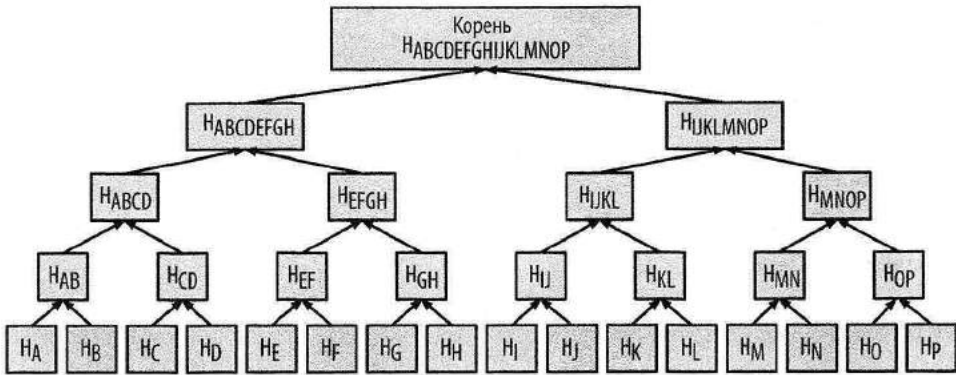 Корень
HABCDEFGHIJKLMNOP
HABCDEFGH HIJKLMNOP
HABCD HEFGH HIJKL HMNOP
HAB HCD HEF HGH HIJ HKL HMN HOP
HA HB HC HD HE HF HG HH HI HJ HK HL HM HN HO HP